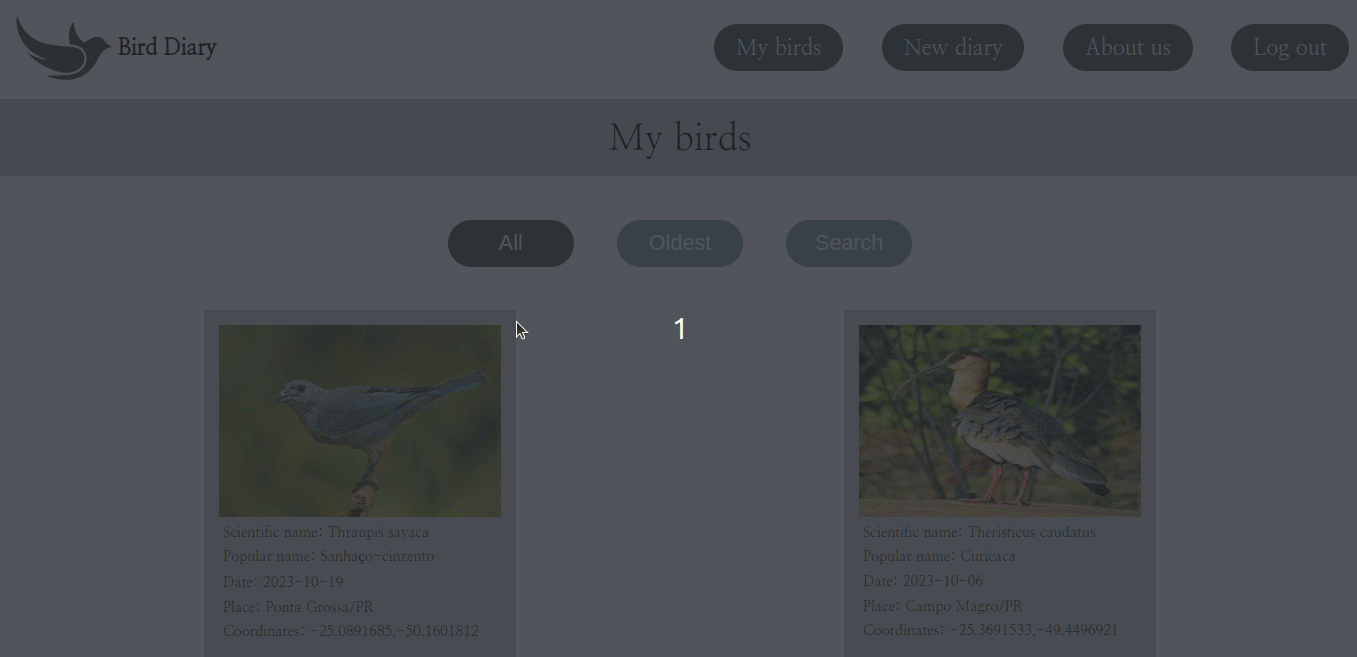 Bird Diary
My birds
New diary
About us
Log out
My birds
All
Oldest
Search
1
Scientific name: Thraupis sayaca
Popular name: Sanhaço-cinzento
Date: 2023-10-19
Place: Ponta Grossa/PR
Coordinates: -25.0891685,-50.1601812
Scientific name: Theristicus caudatus
Popular name: Curicaca
Date: 2023-10-06
Place: Campo Magro/PR
Coordinates: -25.3691533,-49.4496921